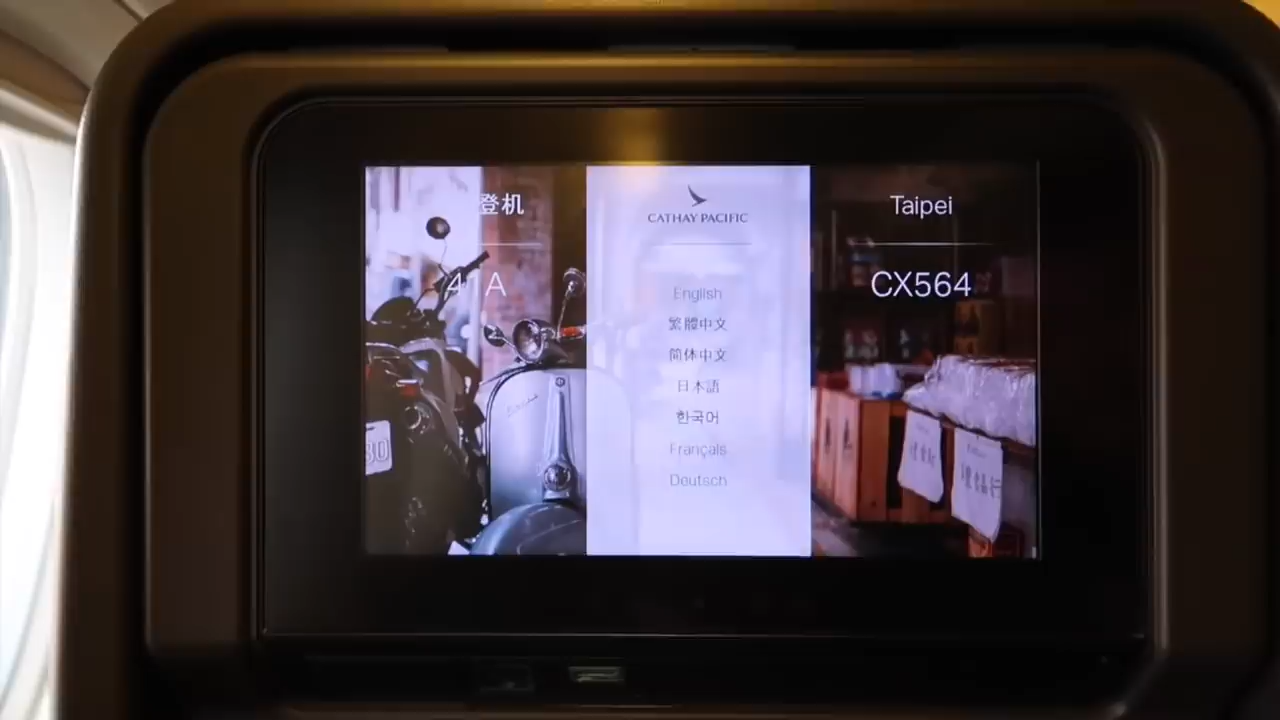 登机
Taipei
CATHAY PACIFIC
CX564
English
繁體中文
简体中文
日本語
한국어
Français
Deutsch